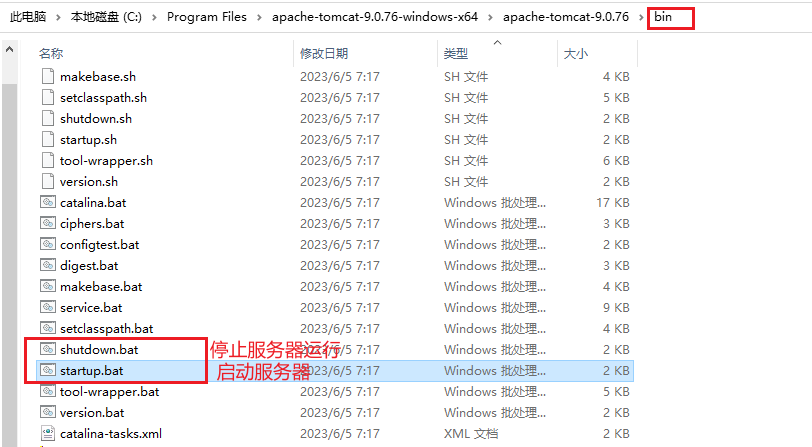 此电脑 > 本地磁盘 (C:) > Program Files > apache-tomcat-9.0.76-windows-x64 > apache-tomcat-9.0.76 > bin
名称 修改日期 类型 大小
makebase.sh 2023/6/5 7:17 SH 文件 4 KB
setclasspath.sh 2023/6/5 7:17 SH 文件 5 KB
shutdown.sh 2023/6/5 7:17 SH 文件 2 KB
startup.sh 2023/6/5 7:17 SH 文件 2 KB
tool-wrapper.sh 2023/6/5 7:17 SH 文件 6 KB
version.sh 2023/6/5 7:17 SH 文件 2 KB
catalina.bat 2023/6/5 7:17 Windows 批处理... 17 KB
ciphers.bat 2023/6/5 7:17 Windows 批处理... 3 KB
configtest.bat 2023/6/5 7:17 Windows 批处理... 2 KB
digest.bat 2023/6/5 7:17 Windows 批处理... 3 KB
makebase.bat 2023/6/5 7:17 Windows 批处理... 4 KB
service.bat 2023/6/5 7:17 Windows 批处理... 9 KB
setclasspath.bat 2023/6/5 7:17 Windows 批处理... 4 KB
shutdown.bat 停止服务器运行 2023/6/5 7:17 Windows 批处理... 2 KB
startup.bat 启动服务器 2023/6/5 7:17 Windows 批处理... 2 KB
tool-wrapper.bat 2023/6/5 7:17 Windows 批处理... 5 KB
version.bat 2023/6/5 7:17 Windows 批处理... 2 KB
catalina-tasks.xml 2023/6/5 7:17 XML 文档 2 KB